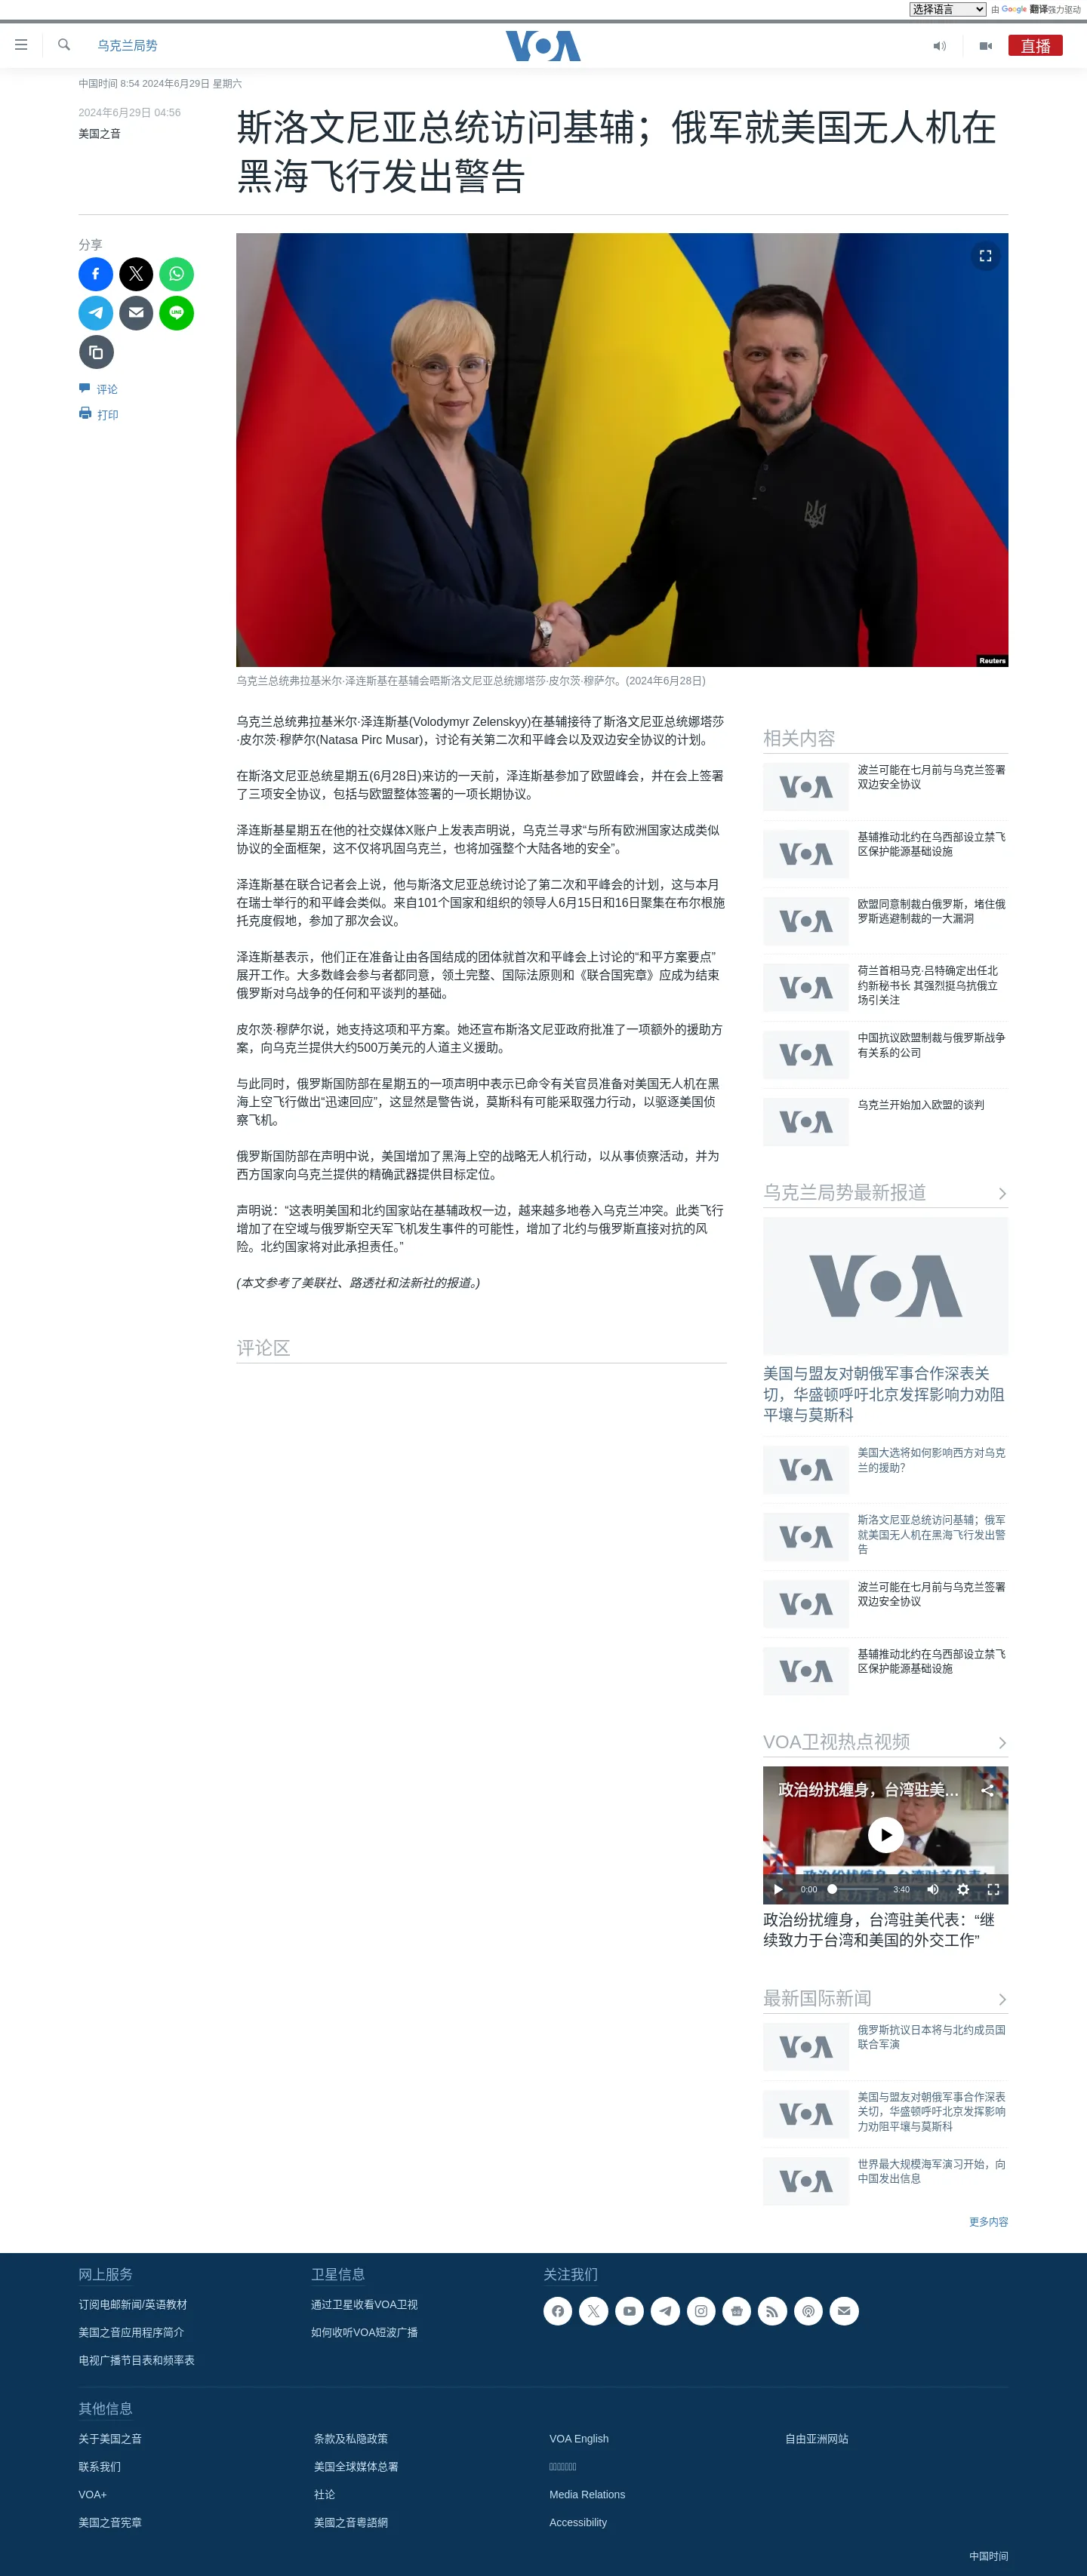 选择语言
由 Google 翻译强力驱动
乌克兰局势
VOA
直播
中国时间 8:54 2024年6月29日 星期六
2024年6月29日 04:56
美国之音
斯洛文尼亚总统访问基辅；俄军就美国无人机在
黑海飞行发出警告
分享
评论
打印
Reuters
乌克兰总统弗拉基米尔·泽连斯基在基辅会晤斯洛文尼亚总统娜塔莎·皮尔茨·穆萨尔。(2024年6月28日)
乌克兰总统弗拉基米尔·泽连斯基(Volodymyr Zelenskyy)在基辅接待了斯洛文尼亚总统娜塔莎
·皮尔茨·穆萨尔(Natasa Pirc Musar)，讨论有关第二次和平峰会以及双边安全协议的计划。
在斯洛文尼亚总统星期五(6月28日)来访的一天前，泽连斯基参加了欧盟峰会，并在会上签署
了三项安全协议，包括与欧盟整体签署的一项长期协议。
泽连斯基星期五在他的社交媒体X账户上发表声明说，乌克兰寻求“与所有欧洲国家达成类似
协议的全面框架，这不仅将巩固乌克兰，也将加强整个大陆各地的安全”。
泽连斯基在联合记者会上说，他与斯洛文尼亚总统讨论了第二次和平峰会的计划，这与本月
在瑞士举行的和平峰会类似。来自101个国家和组织的领导人6月15日和16日聚集在布尔根施
托克度假地，参加了那次会议。
泽连斯基表示，他们正在准备让由各国结成的团体就首次和平峰会上讨论的“和平方案要点”
展开工作。大多数峰会参与者都同意，领土完整、国际法原则和《联合国宪章》应成为结束
俄罗斯对乌战争的任何和平谈判的基础。
皮尔茨·穆萨尔说，她支持这项和平方案。她还宣布斯洛文尼亚政府批准了一项额外的援助方
案，向乌克兰提供大约500万美元的人道主义援助。
与此同时，俄罗斯国防部在星期五的一项声明中表示已命令有关官员准备对美国无人机在黑
海上空飞行做出“迅速回应”，这显然是警告说，莫斯科有可能采取强力行动，以驱逐美国侦
察飞机。
俄罗斯国防部在声明中说，美国增加了黑海上空的战略无人机行动，以从事侦察活动，并为
西方国家向乌克兰提供的精确武器提供目标定位。
声明说：“这表明美国和北约国家站在基辅政权一边，越来越多地卷入乌克兰冲突。此类飞行
增加了在空域与俄罗斯空天军飞机发生事件的可能性，增加了北约与俄罗斯直接对抗的风
险。北约国家将对此承担责任。”
(本文参考了美联社、路透社和法新社的报道。)
评论区
相关内容
VOA
波兰可能在七月前与乌克兰签署
双边安全协议
VOA
基辅推动北约在乌西部设立禁飞
区保护能源基础设施
VOA
欧盟同意制裁白俄罗斯，堵住俄
罗斯逃避制裁的一大漏洞
VOA
荷兰首相马克·吕特确定出任北
约新秘书长 其强烈挺乌抗俄立
场引关注
VOA
中国抗议欧盟制裁与俄罗斯战争
有关系的公司
VOA
乌克兰开始加入欧盟的谈判
乌克兰局势最新报道
VOA
美国与盟友对朝俄军事合作深表关
切，华盛顿呼吁北京发挥影响力劝阻
平壤与莫斯科
VOA
美国大选将如何影响西方对乌克
兰的援助？
VOA
斯洛文尼亚总统访问基辅；俄军
就美国无人机在黑海飞行发出警
告
VOA
波兰可能在七月前与乌克兰签署
双边安全协议
VOA
基辅推动北约在乌西部设立禁飞
区保护能源基础设施
VOA卫视热点视频
政治纷扰缠身，台湾驻美...
政治纷扰缠身，台湾驻美代表：
0:00
3:40
政治纷扰缠身，台湾驻美代表：“继
续致力于台湾和美国的外交工作”
最新国际新闻
VOA
俄罗斯抗议日本将与北约成员国
联合军演
VOA
美国与盟友对朝俄军事合作深表
关切，华盛顿呼吁北京发挥影响
力劝阻平壤与莫斯科
VOA
世界最大规模海军演习开始，向
中国发出信息
更多内容
网上服务
订阅电邮新闻/英语教材
美国之音应用程序简介
电视广播节目表和频率表
卫星信息
通过卫星收看VOA卫视
如何收听VOA短波广播
关注我们
其他信息
关于美国之音
条款及私隐政策
VOA English
自由亚洲网站
联系我们
美国全球媒体总署
VOA+
社论
Media Relations
美国之音宪章
美國之音粵語網
Accessibility
中国时间